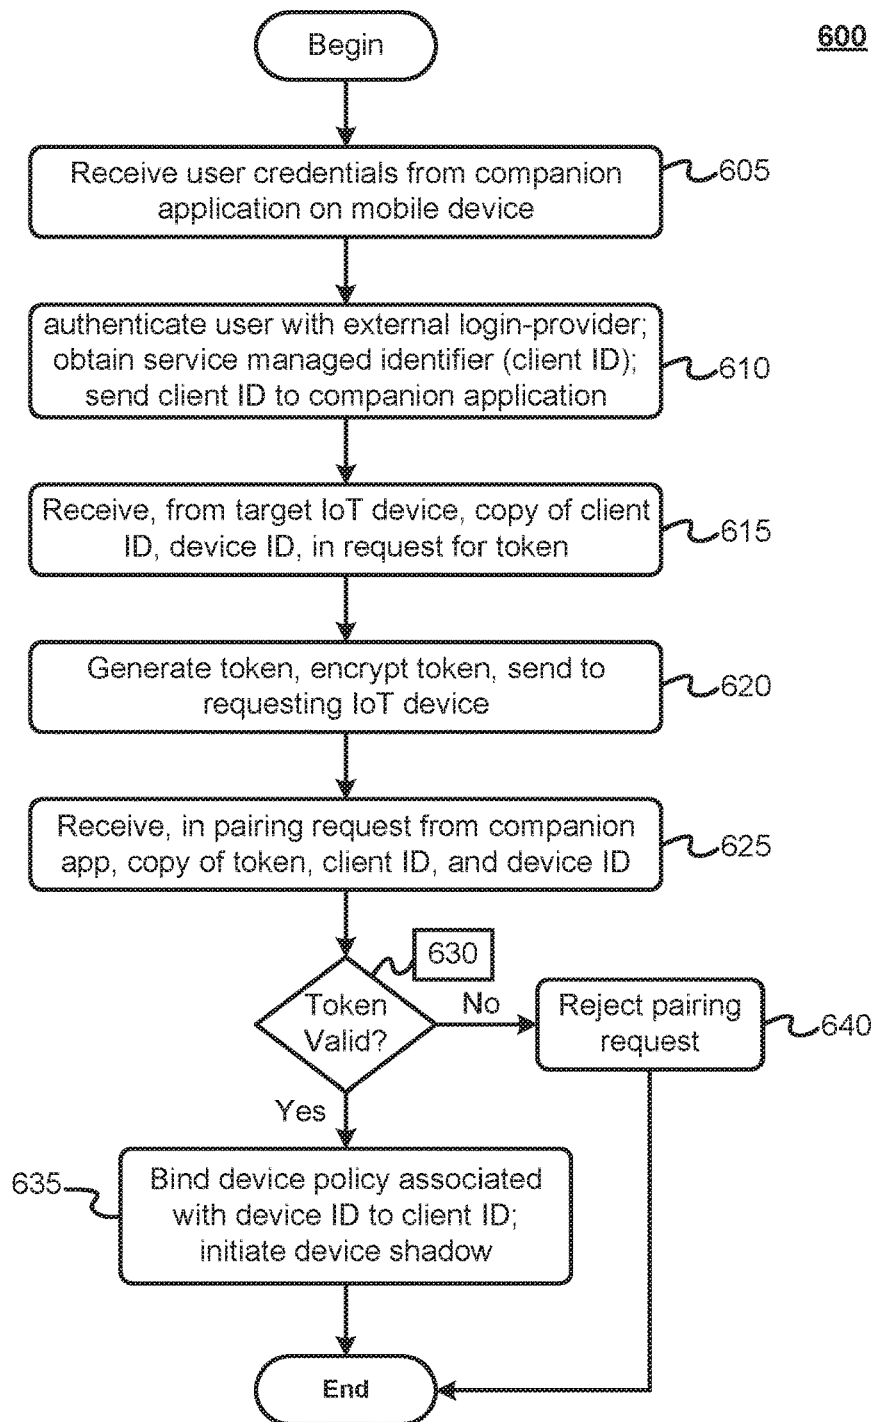 Begin
600
Receive user credentials from companion
application on mobile device
605
authenticate user with external login-provider;
obtain service managed identifier (client ID);
send client ID to companion application
610
Receive, from target IoT device, copy of client
ID, device ID, in request for token
615
Generate token, encrypt token, send to
requesting IoT device
620
Receive, in pairing request from companion
app, copy of token, client ID, and device ID
625
630
Token
Valid?
No
Reject pairing
request
640
Yes
635
Bind device policy associated
with device ID to client ID;
initiate device shadow
End